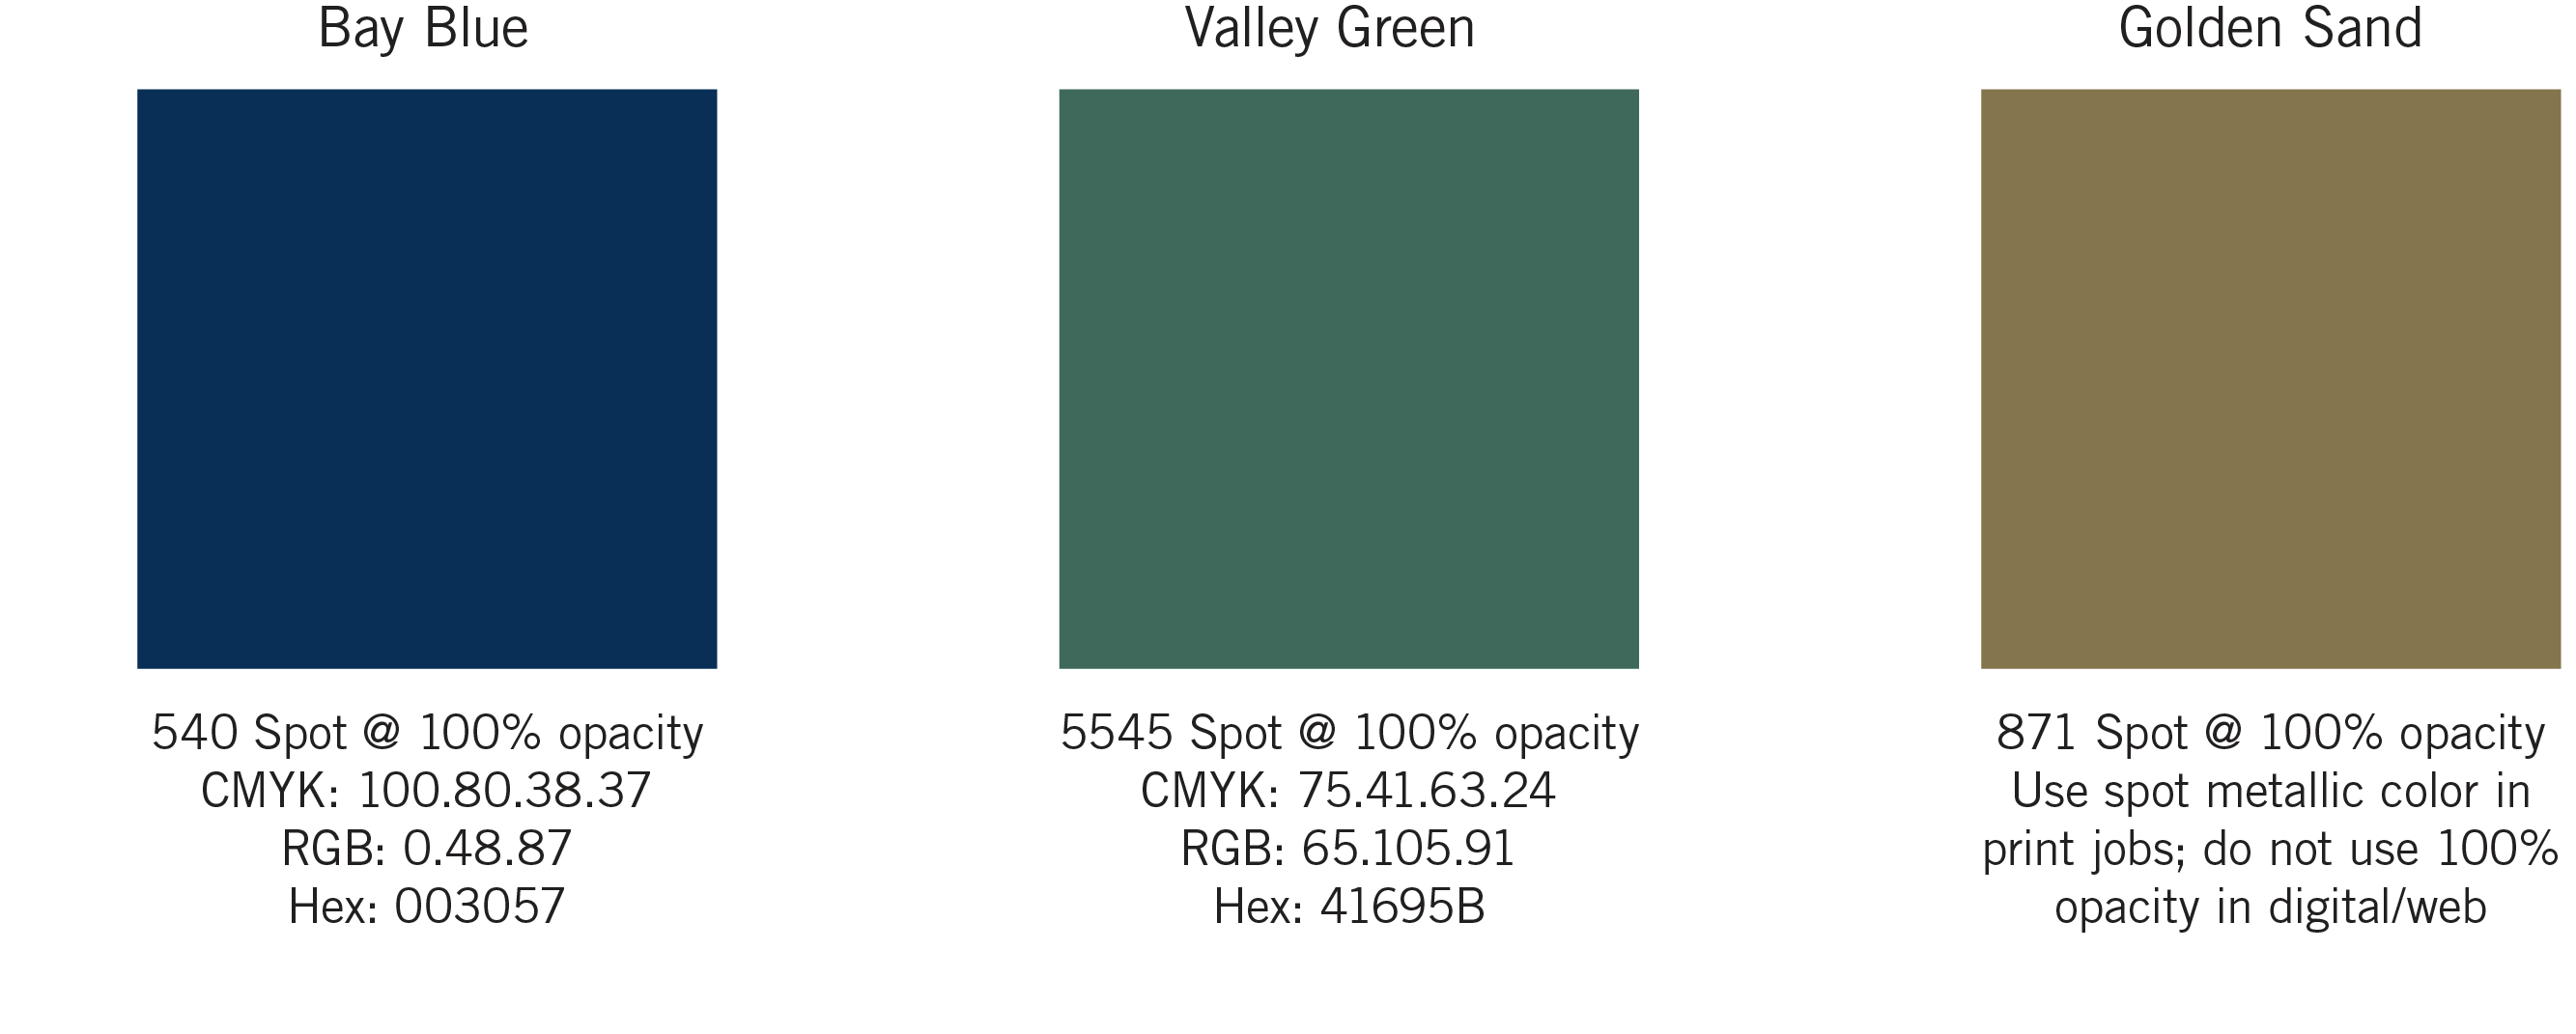 Bay Blue
540 Spot @ 100% opacity
CMYK: 100.80.38.37
RGB: 0.48.87
Hex: 003057
Valley Green
5545 Spot @ 100% opacity
CMYK: 75.41.63.24
RGB: 65.105.91
Hex: 41695B
Golden Sand
871 Spot @ 100% opacity
Use spot metallic color in
print jobs; do not use 100%
opacity in digital/web